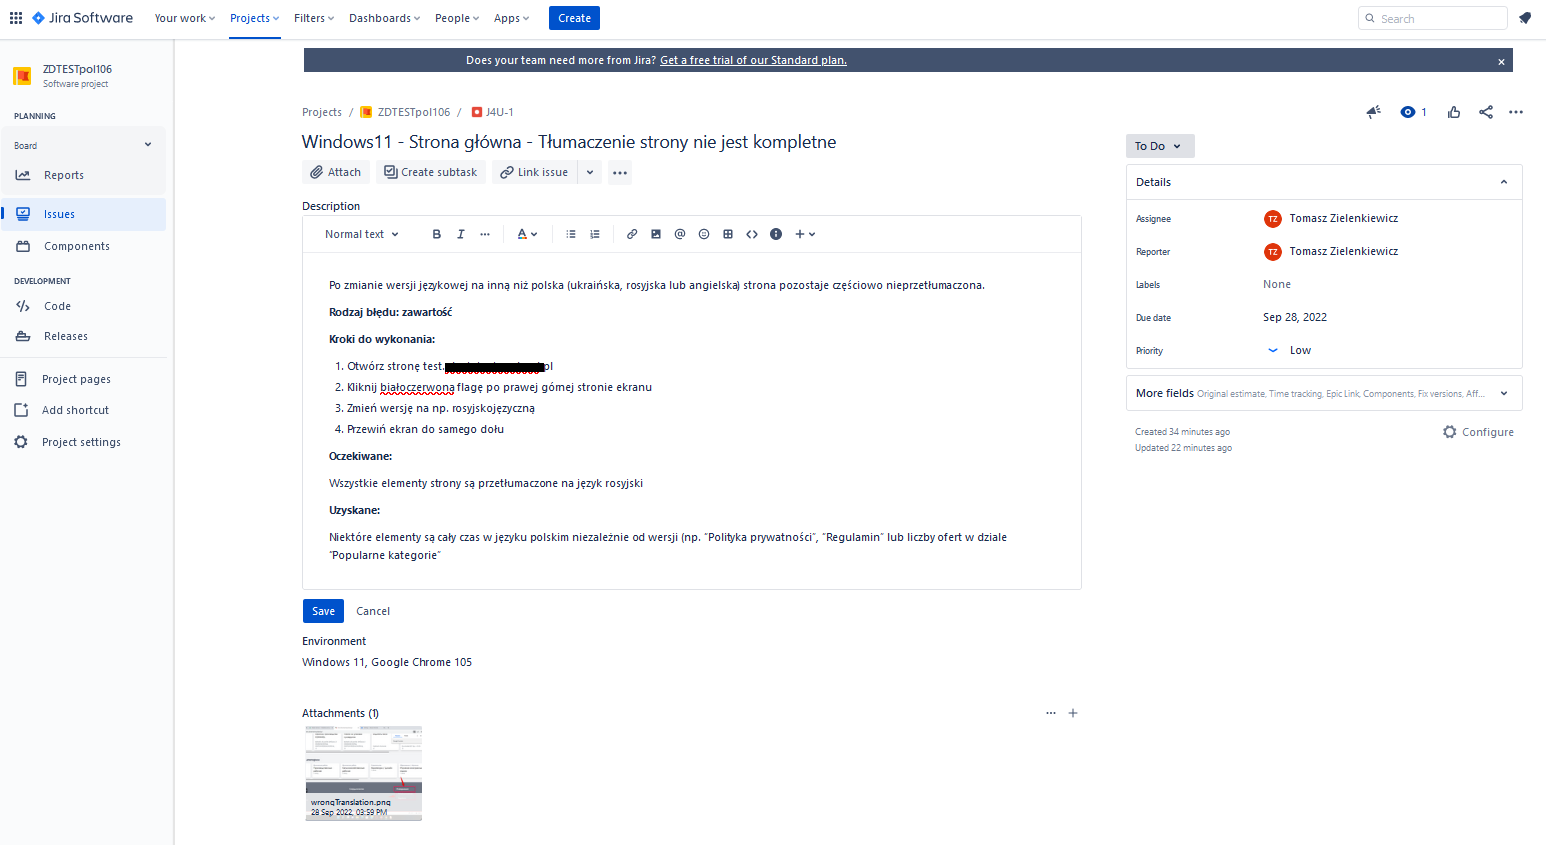 Jira Software Your work Projects Filters Dashboards People Apps Create Search
Does your team need more from Jira? Get a free trial of our Standard plan.
ZDTESTpol106
Software project
PLANNING
Board
Reports
Issues
Components
DEVELOPMENT
Code
Releases
Project pages
Add shortcut
Project settings
Projects / ZDTESTpol106 / J4U-1
1
Windows11 - Strona główna - Tłumaczenie strony nie jest kompletne
Attach Create subtask Link issue
Description
Normal text
Po zmianie wersji językowej na inną niż polska (ukraińska, rosyjska lub angielska) strona pozostaje częściowo nieprzetłumaczona.
Rodzaj błędu: zawartość
Kroki do wykonania:
1. Otwórz stronę test. pl
2. Kliknij białoczerwoną flagę po prawej górnej stronie ekranu
3. Zmień wersję na np. rosyjskojęzyczną
4. Przewiń ekran do samego dołu
Oczekiwane:
Wszystkie elementy strony są przetłumaczone na język rosyjski
Uzyskane:
Niektóre elementy są cały czas w języku polskim niezależnie od wersji (np. "Polityka prywatności", "Regulamin" lub liczby ofert w dziale
"Popularne kategorie"
Save Cancel
Environment
Windows 11, Google Chrome 105
Attachments (1)
wrongTranslation.png
28 Sep 2022, 03:59 PM
To Do
Details
Assignee TZ Tomasz Zielenkiewicz
Reporter TZ Tomasz Zielenkiewicz
Labels None
Due date Sep 28, 2022
Priority Low
More fields Original estimate, Time tracking, Epic Link, Components, Fix versions, Aff...
Created 34 minutes ago
Updated 22 minutes ago
Configure